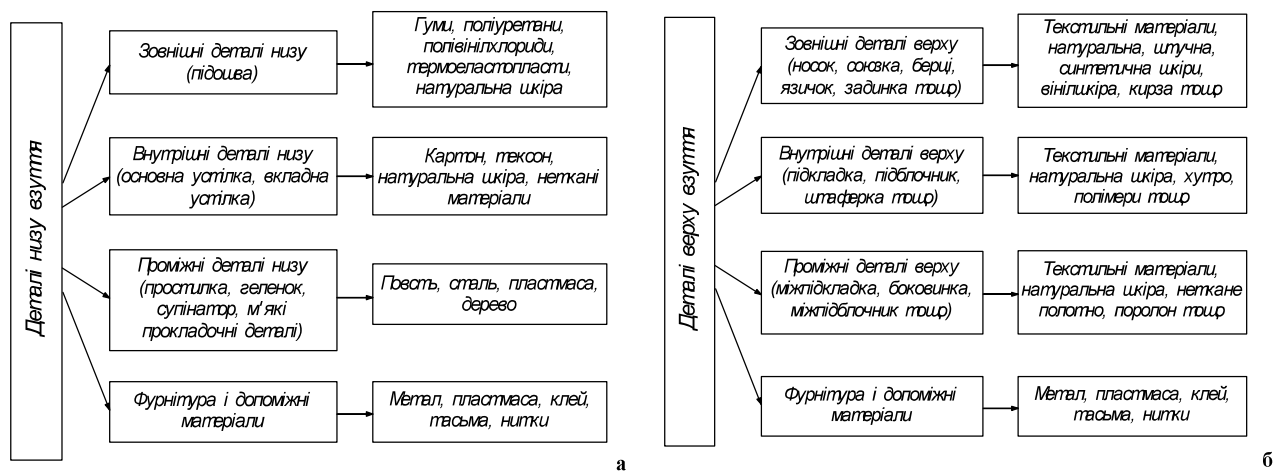 Деталі низу взуття
Зовнішні деталі низу
(підошва)
Гуми, поліуретани,
полівінілхлориди,
термоеластопласти,
натуральна шкіра
Внутрішні деталі низу
(основна устілка, вкладна
устілка)
Картон, тексон,
натуральна шкіра, неткані
матеріали
Проміжні деталі низу
(простилка, геленок,
супінатор, м'які
прокладочні деталі)
Повсть, сталь, пластмаса,
дерево
Фурнітура і допоміжні
матеріали
Метал, пластмаса, клей,
тасьма, нитки
а
Деталі верху взуття
Зовнішні деталі верху
(носок, союзка, берці,
язичок, задинка тощо)
Текстильні матеріали,
натуральна, штучна,
синтетична шкіри,
вінілшкіра, кирза тощо
Внутрішні деталі верху
(підкладка, підблочник,
штаферка тощо)
Текстильні матеріали,
натуральна шкіра, хутро,
полімери тощо
Проміжні деталі верху
(міжпідкладка, боковинка,
міжпідблочник тощо)
Текстильні матеріали,
натуральна шкіра, неткане
полотно, поролон тощо
Фурнітура і допоміжні
матеріали
Метал, пластмаса, клей,
тасьма, нитки
б